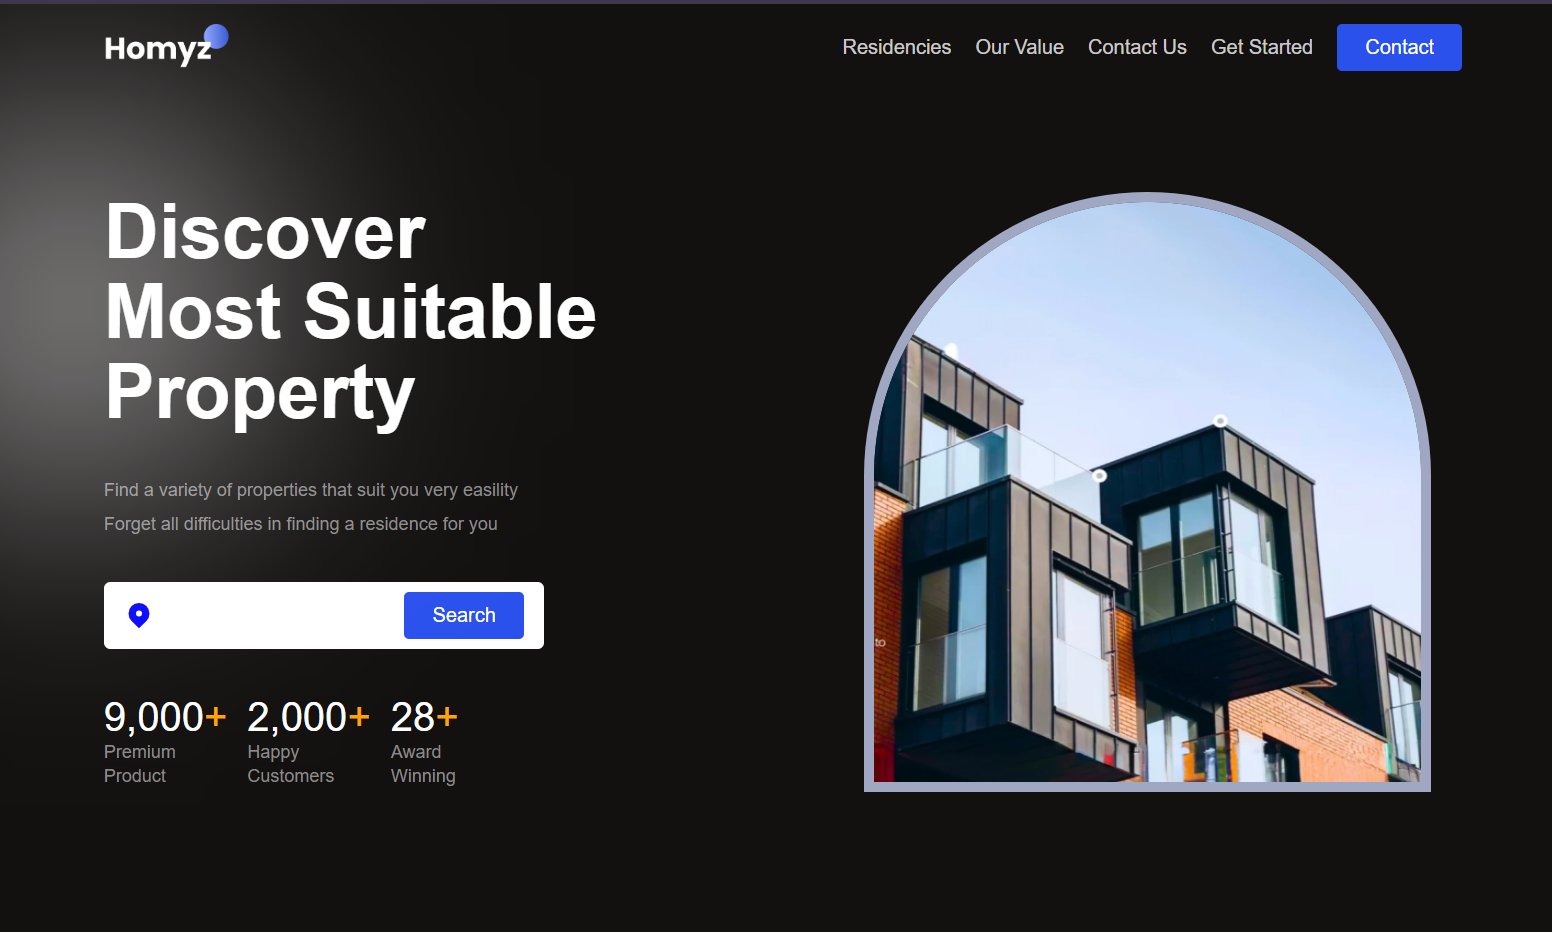 Homyz
Residencies
Our Value
Contact Us
Get Started
Contact
Discover
Most Suitable
Property
Find a variety of properties that suit you very easility
Forget all difficulties in finding a residence for you
Search
9,000+
Premium
Product
2,000+
Happy
Customers
28+
Award
Winning
to